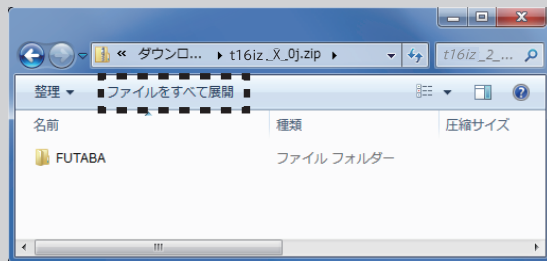 « ダウンロ... ▸ t16iz_X_0j.zip ▸ t16iz_2_...
整理 ▼ ファイルをすべて展開
名前 種類 圧縮サイズ
FUTABA ファイル フォルダー